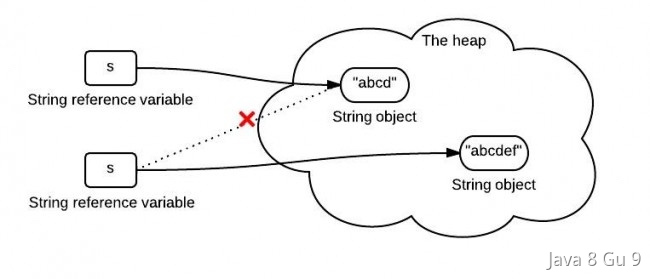 The heap
s
"abcd"
String reference variable
String object
s
"abcdef"
String object
String reference variable
Java 8 Gu 9